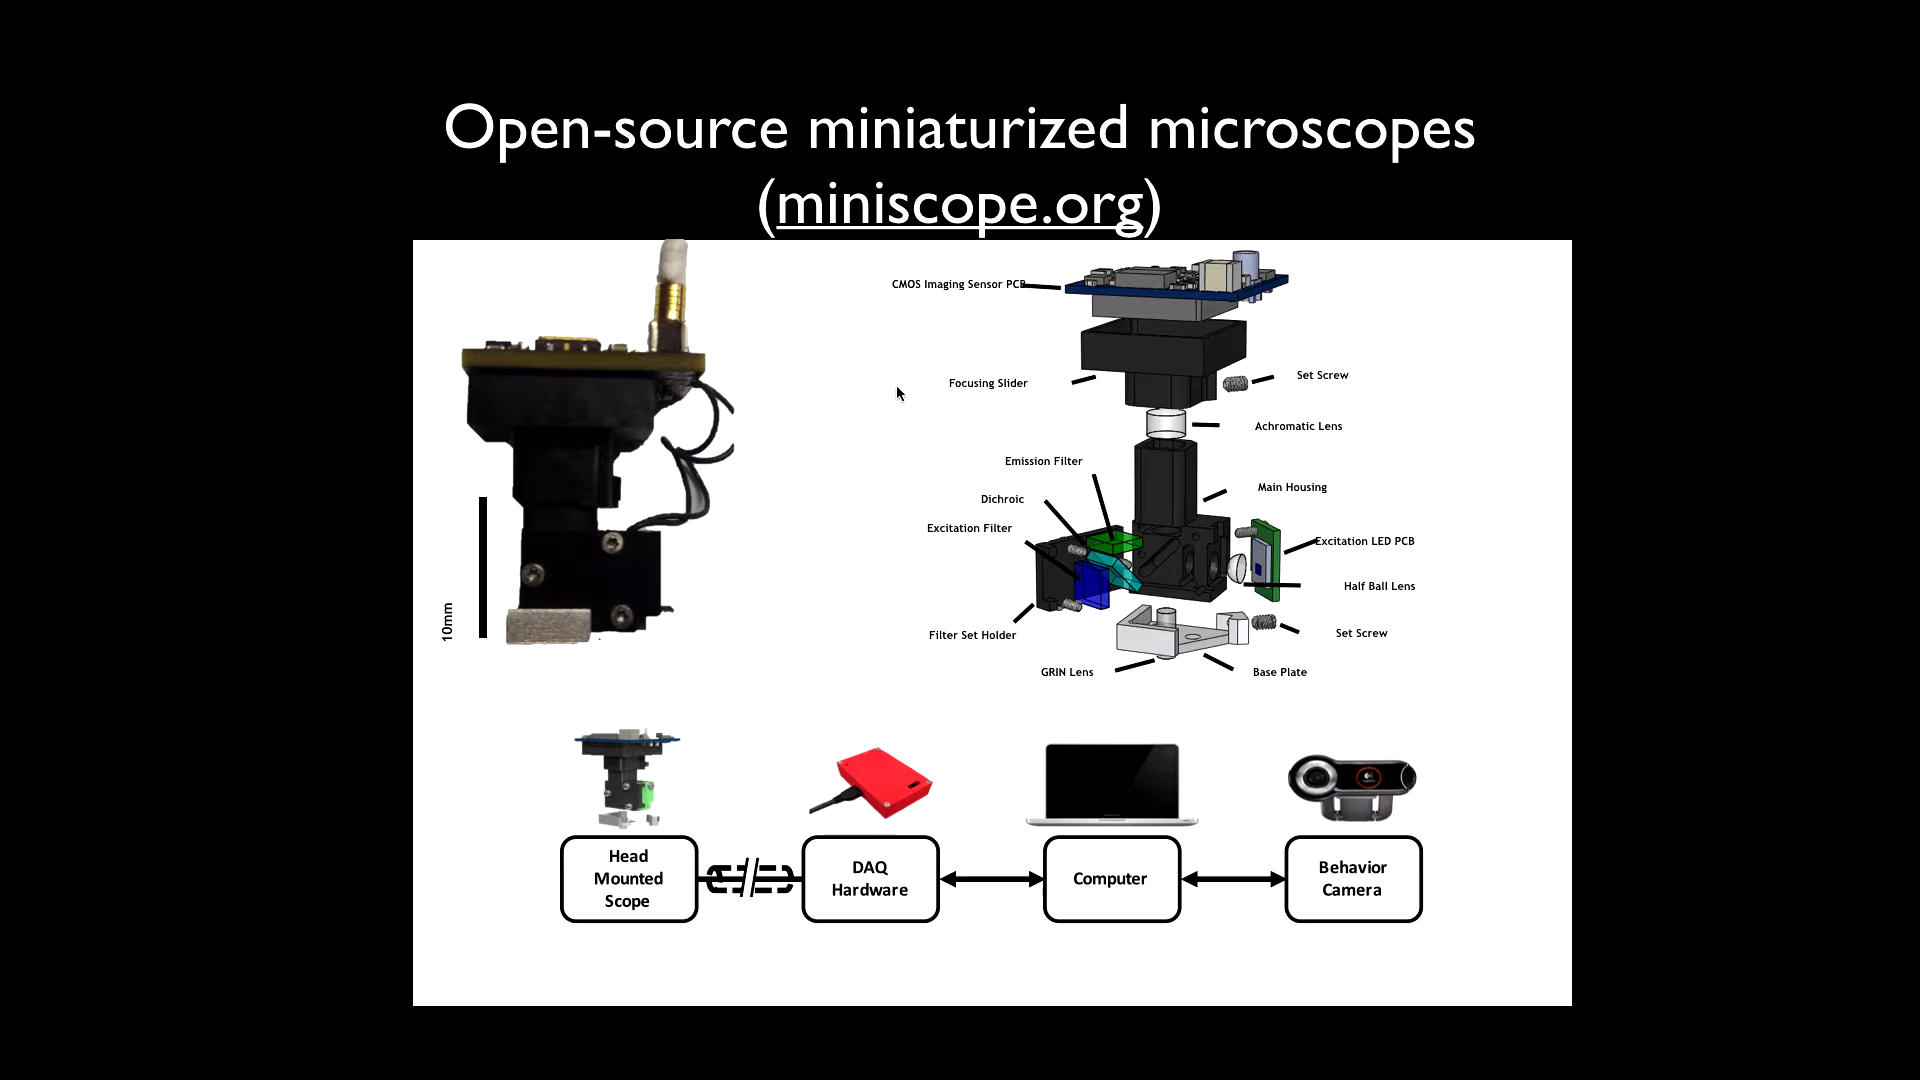 Open-source miniaturized microscopes
(miniscope.org)
CMOS Imaging Sensor PCB
Focusing Slider
Set Screw
Achromatic Lens
Emission Filter
Main Housing
Dichroic
Excitation Filter
Excitation LED PCB
Half Ball Lens
10mm
Filter Set Holder
Set Screw
GRIN Lens
Base Plate
Head
Mounted
Scope
DAQ
Hardware
Computer
Behavior
Camera